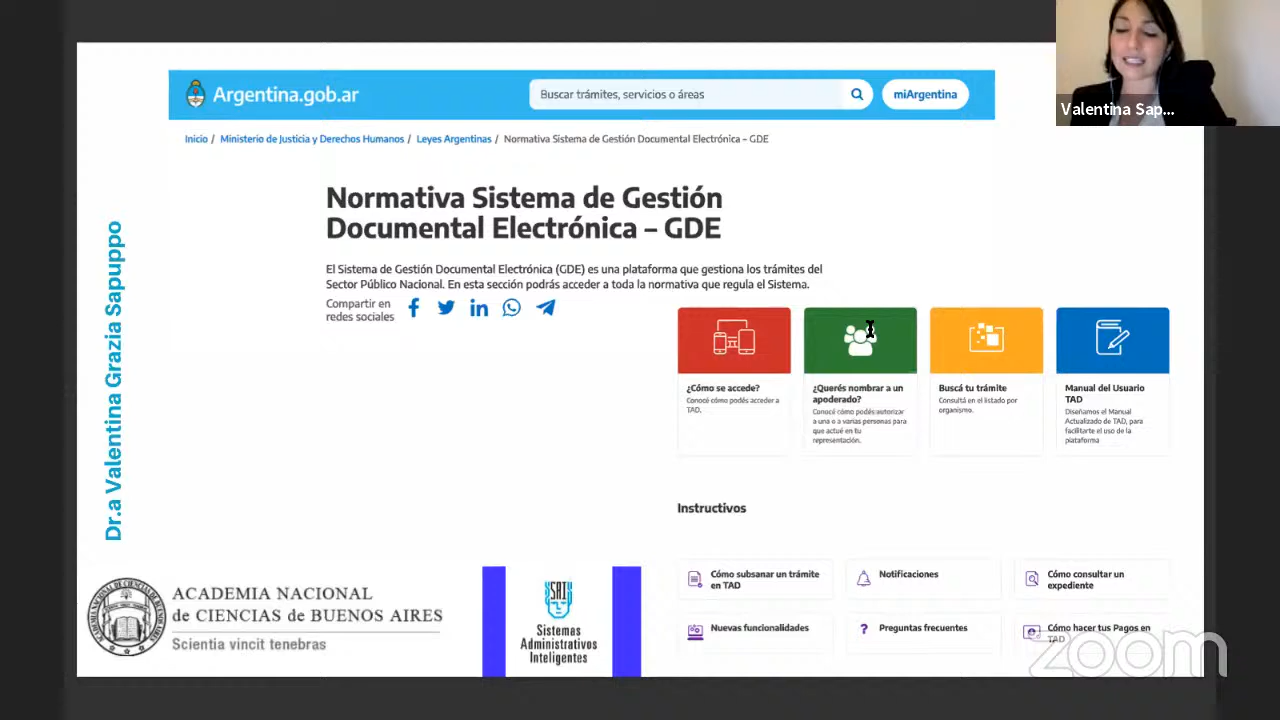 Argentina.gob.ar
Buscar trámites, servicios o áreas
miArgentina
Valentina Sap...
Inicio / Ministerio de Justicia y Derechos Humanos / Leyes Argentinas / Normativa Sistema de Gestión Documental Electrónica – GDE
Normativa Sistema de Gestión
Documental Electrónica – GDE
El Sistema de Gestión Documental Electrónica (GDE) es una plataforma que gestiona los trámites del
Sector Público Nacional. En esta sección podrás acceder a toda la normativa que regula el Sistema.
Compartir en
redes sociales
Dr.a Valentina Grazia Sapuppo
¿Cómo se accede?
Conocé cómo podés acceder a
TAD.
¿Querés nombrar a un
apoderado?
Conocé cómo podés autorizar
a una o a varias personas para
que actué en tu
representación.
Buscá tu trámite
Consultá en el listado por
organismo.
Manual del Usuario
TAD
Diseñamos el Manual
Actualizado de TAD, para
facilitarte el uso de la
plataforma
Instructivos
Cómo subsanar un trámite
en TAD
Notificaciones
Cómo consultar un
expediente
Nuevas funcionalidades
Preguntas frecuentes
Cómo hacer tus Pagos en
TAD
ACADEMIA NACIONAL
de CIENCIAS de BUENOS AIRES
Scientia vincit tenebras
SAI
Sistemas
Administrativos
Inteligentes
zoom